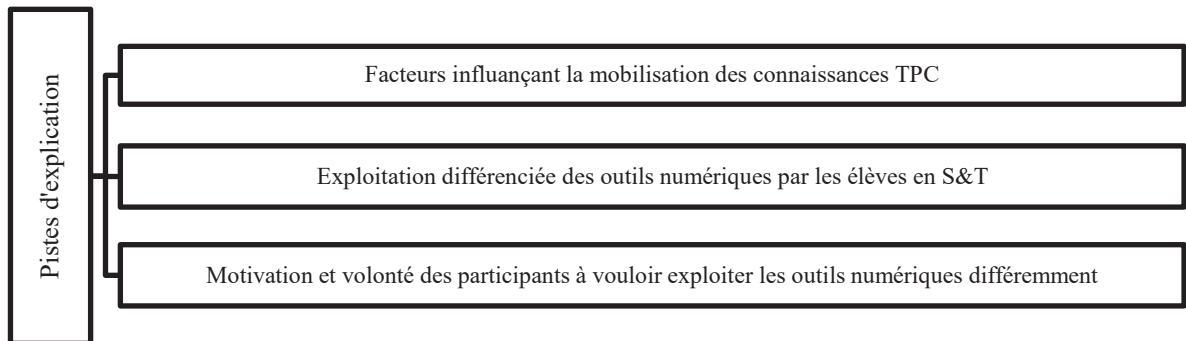 Pistes d'explication
Facteurs influançant la mobilisation des connaissances TPC
Exploitation différenciée des outils numériques par les élèves en S&T
Motivation et volonté des participants à vouloir exploiter les outils numériques différemment